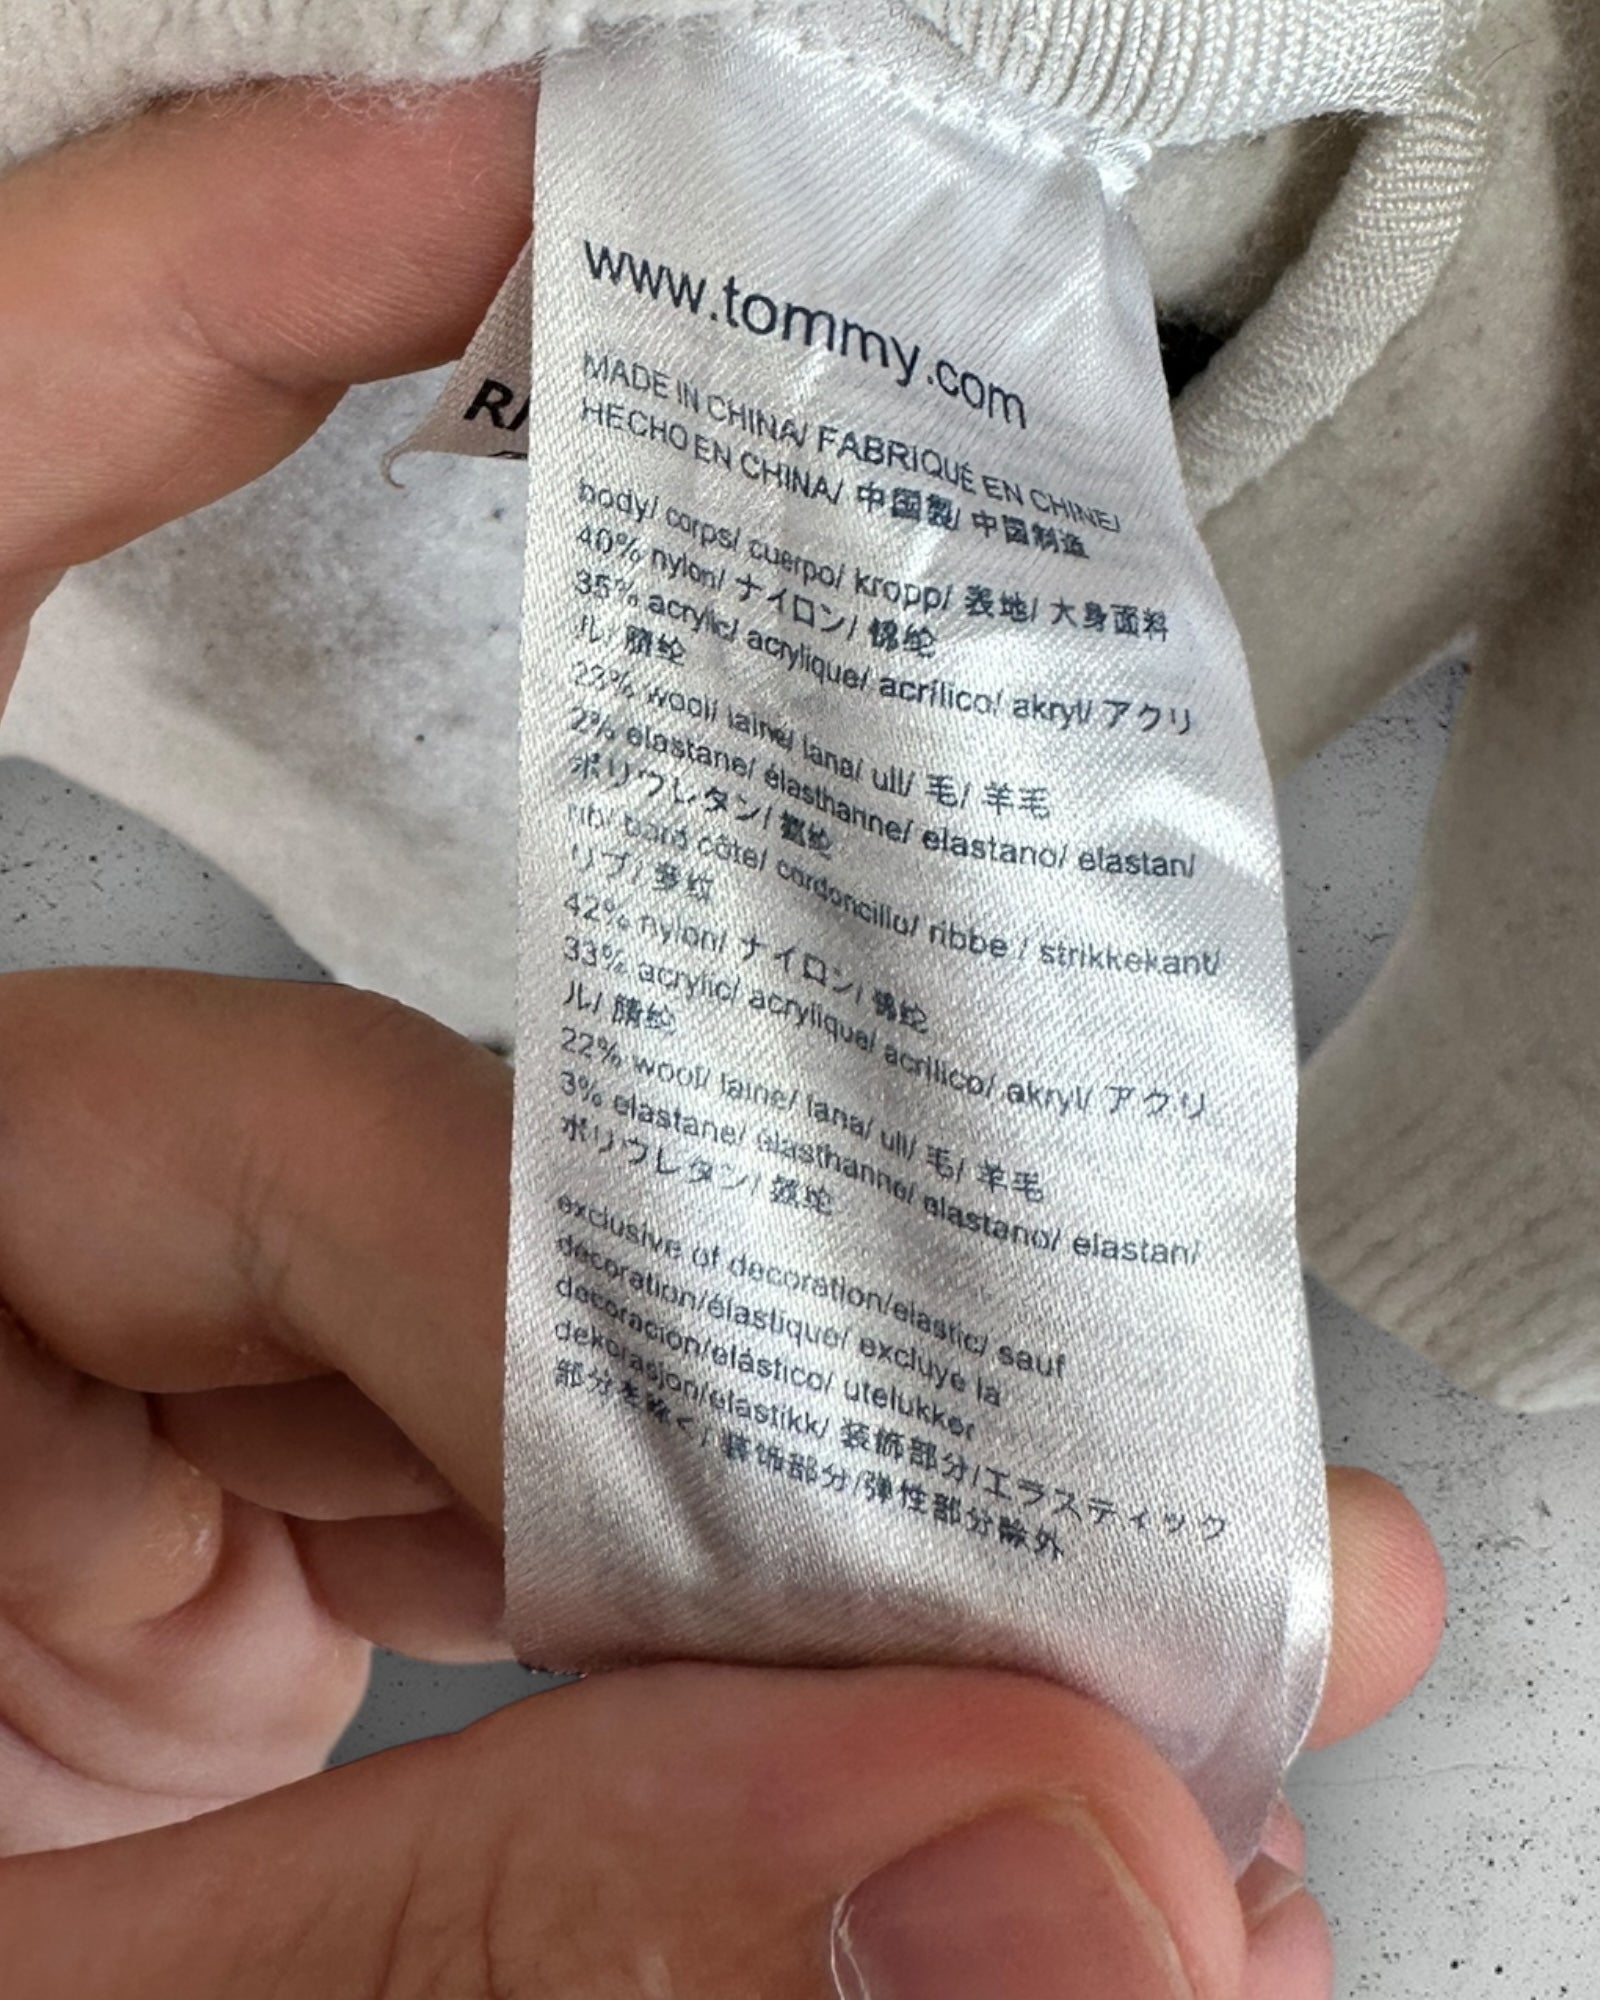 www.tommy.com
MADE IN CHINA/ FABRIQUÉ EN CHINE/
HECHO EN CHINA/ 中国製/ 中国制造
body/ corps/ cuerpo/ kropp/ 表地/ 大身面料
40% nylon/ ナイロン/ 锦纶
35% acrylic/ acrylique/ acrílico/ akryl/ アクリ
ル/ 腈纶
23% wool/ laine/ lana/ ull/ 毛/ 羊毛
2% elastane/ élasthanne/ elastano/ elastan/
ポリウレタン/ 氨纶
rib/ bord côte/ cordoncillo/ ribbe / strikkekant/
リブ/ 罗纹
42% nylon/ ナイロン/ 锦纶
33% acrylic/ acrylique/ acrílico/ akryl/ アクリ
ル/ 腈纶
22% wool/ laine/ lana/ ull/ 毛/ 羊毛
3% elastane/ élasthanne/ elastano/ elastan/
ポリウレタン/ 氨纶
exclusive of decoration/elastic/ sauf
décoration/élastique/ excluye la
decoración/elástico/ utelukker
dekorasjon/elastikk/ 装飾部分/エラスティック
部分を除く/ 装饰部分/弹性部分除外